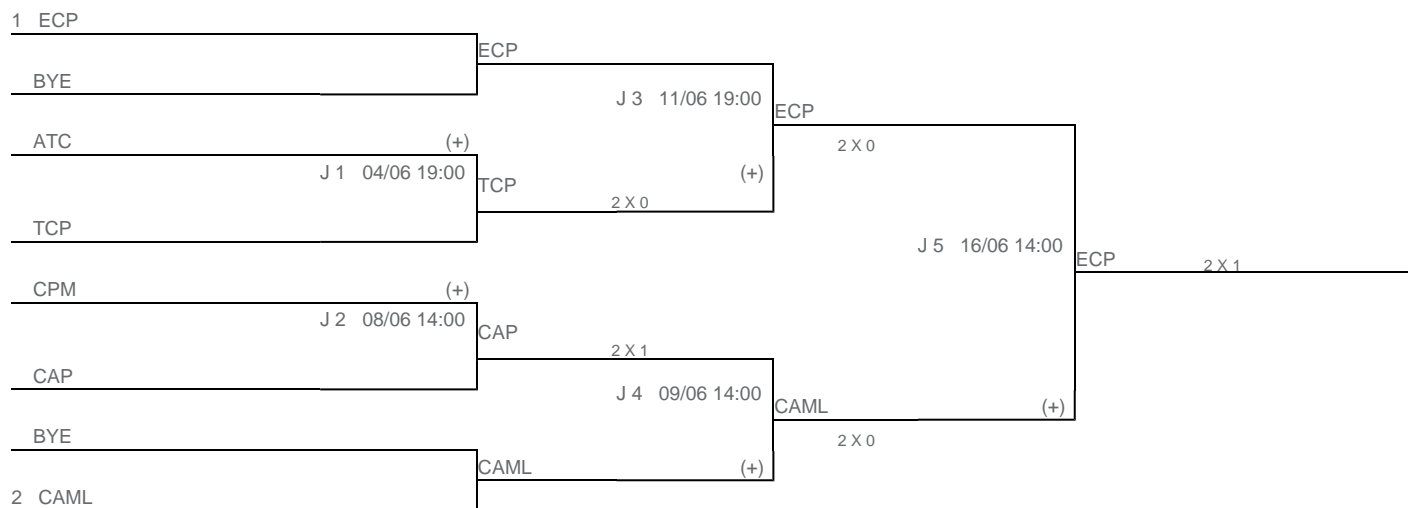 1 ECP
ECP
BYE
J 3 11/06 19:00
ECP
ATC (+)
2 X 0
J 1 04/06 19:00
(+)
TCP
2 X 0
TCP
J 5 16/06 14:00
ECP
2 X 1
CPM (+)
J 2 08/06 14:00
CAP
2 X 1
CAP
J 4 09/06 14:00
CAML (+)
BYE
2 X 0
CAML (+)
2 CAML